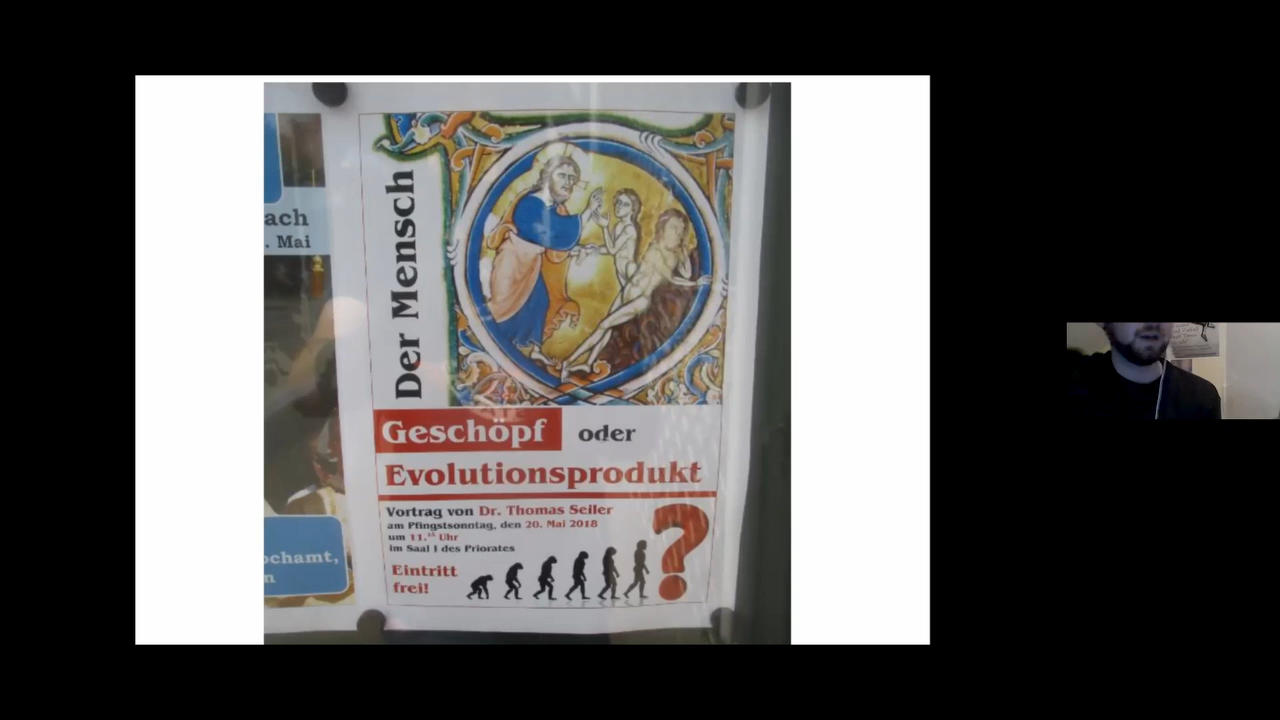 ach
. Mai
ochamt,
n
Der Mensch
Geschöpf oder
Evolutionsprodukt
Vortrag von Dr. Thomas Seiler
am Pfingstsonntag, den 20. Mai 2018
um 11.15 Uhr
im Saal I des Priorates
Eintritt
frei!
?